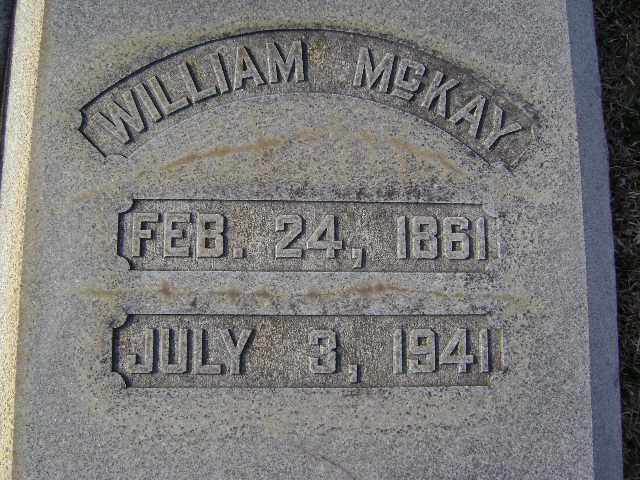 WILLIAM McKAY
FEB. 24, 1861
JULY 3, 1941